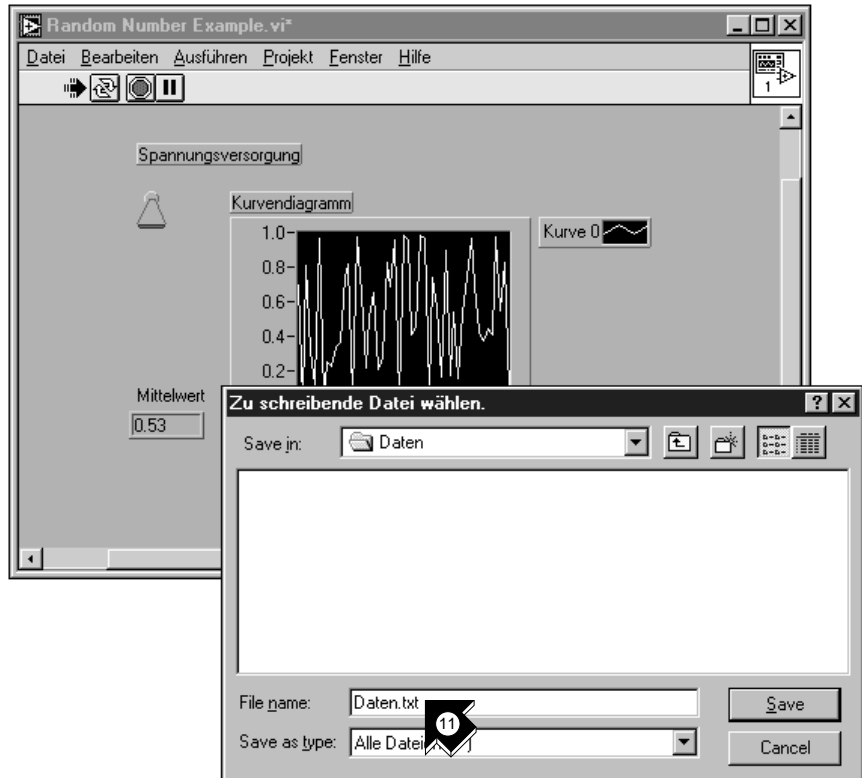 Random Number Example.vi*
Datei Bearbeiten Ausführen Projekt Fenster Hilfe
1
Spannungsversorgung
Kurvendiagramm
Kurve 0
1.0
0.8
0.6
0.4
0.2
Mittelwert
0.53
Zu schreibende Datei wählen.
Save in: Daten
File name: Daten.txt
Save
11
Save as type: Alle
Cancel